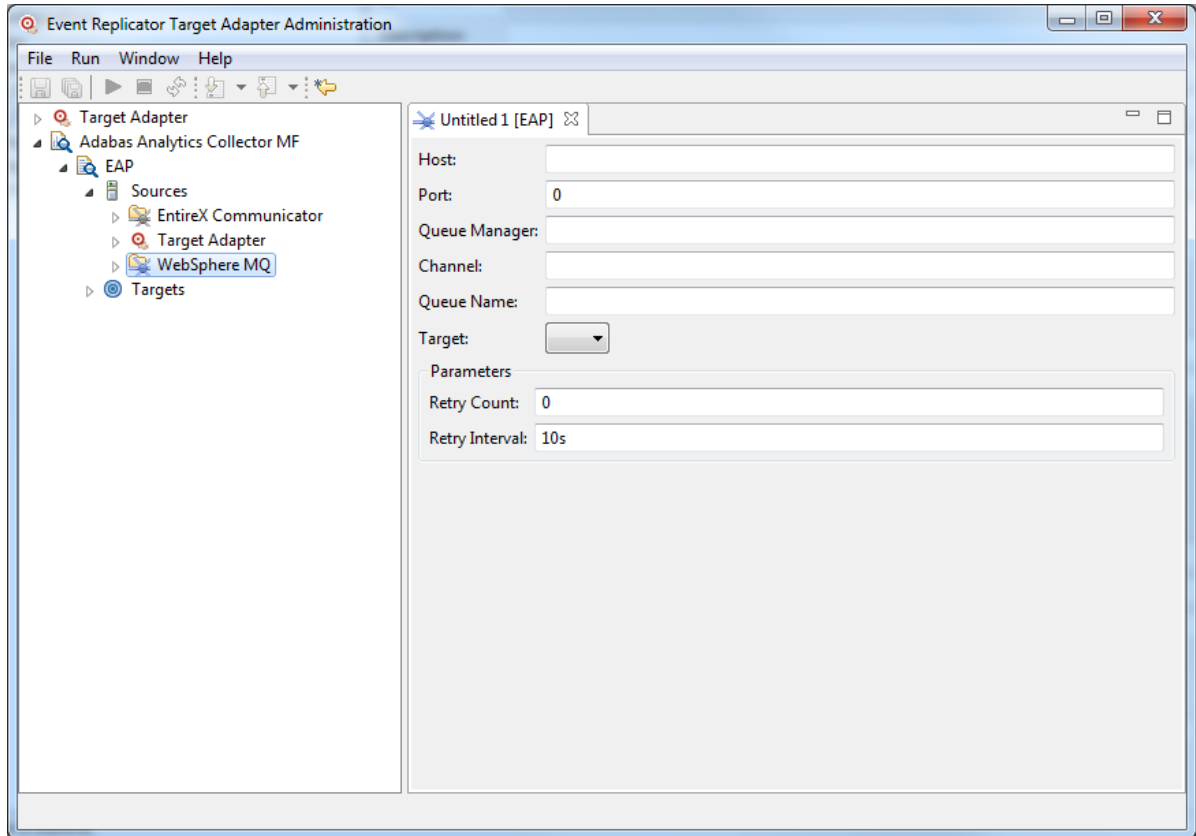 Event Replicator Target Adapter Administration
File Run Window Help
Target Adapter
Adabas Analytics Collector MF
EAP
Sources
EntireX Communicator
Target Adapter
WebSphere MQ
Targets
Untitled 1 [EAP]
Host:
Port: 0
Queue Manager:
Channel:
Queue Name:
Target:
Parameters
Retry Count: 0
Retry Interval: 10s